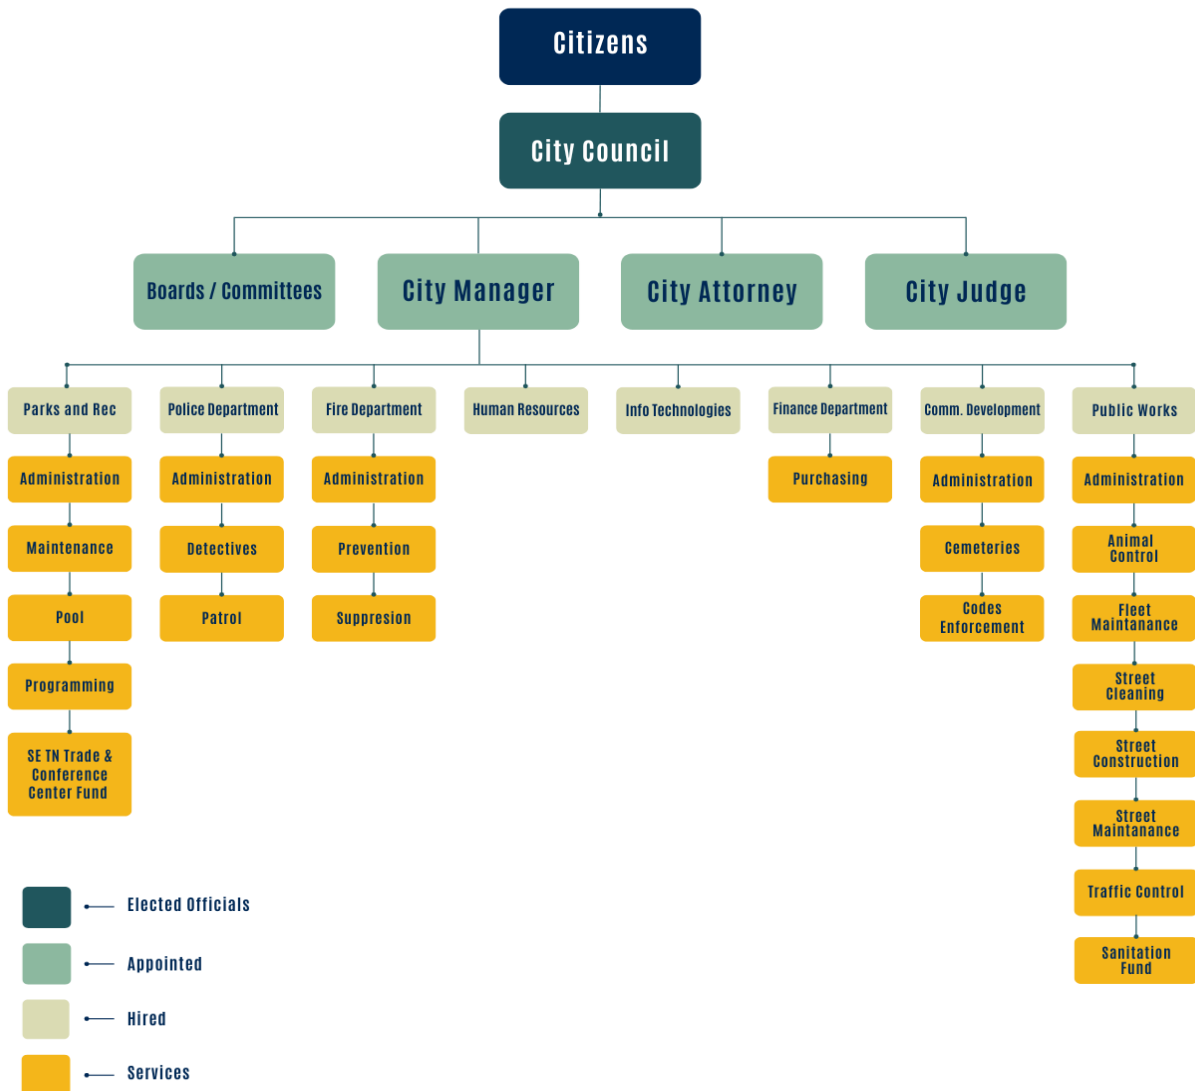 Citizens
City Council
Boards / Committees
City Manager
City Attorney
City Judge
Parks and Rec
Police Department
Fire Department
Human Resources
Info Technologies
Finance Department
Comm. Development
Public Works
Administration
Maintenance
Pool
Programming
SE TN Trade &
Conference
Center Fund
Administration
Detectives
Patrol
Administration
Prevention
Suppresion
Purchasing
Administration
Cemeteries
Codes
Enforcement
Administration
Animal
Control
Fleet
Maintanance
Street
Cleaning
Street
Construction
Street
Maintanance
Traffic Control
Sanitation
Fund
Elected Officials
Appointed
Hired
Services